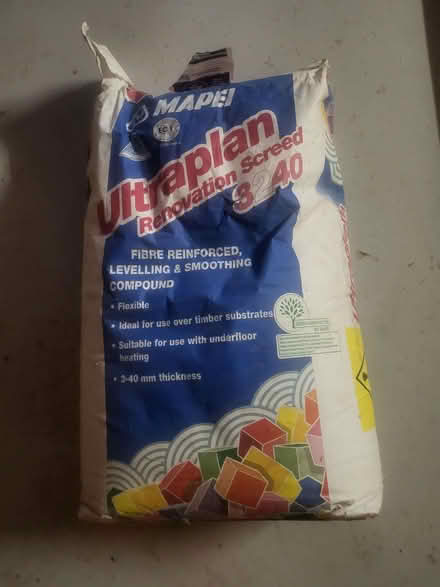 MAPEI
Ultraplan
Renovation Screed
3240
FIBRE REINFORCED,
LEVELLING & SMOOTHING
COMPOUND
• Flexible
• Ideal for use over timber substrates
• Suitable for use with underfloor
heating
• 3-40 mm thickness